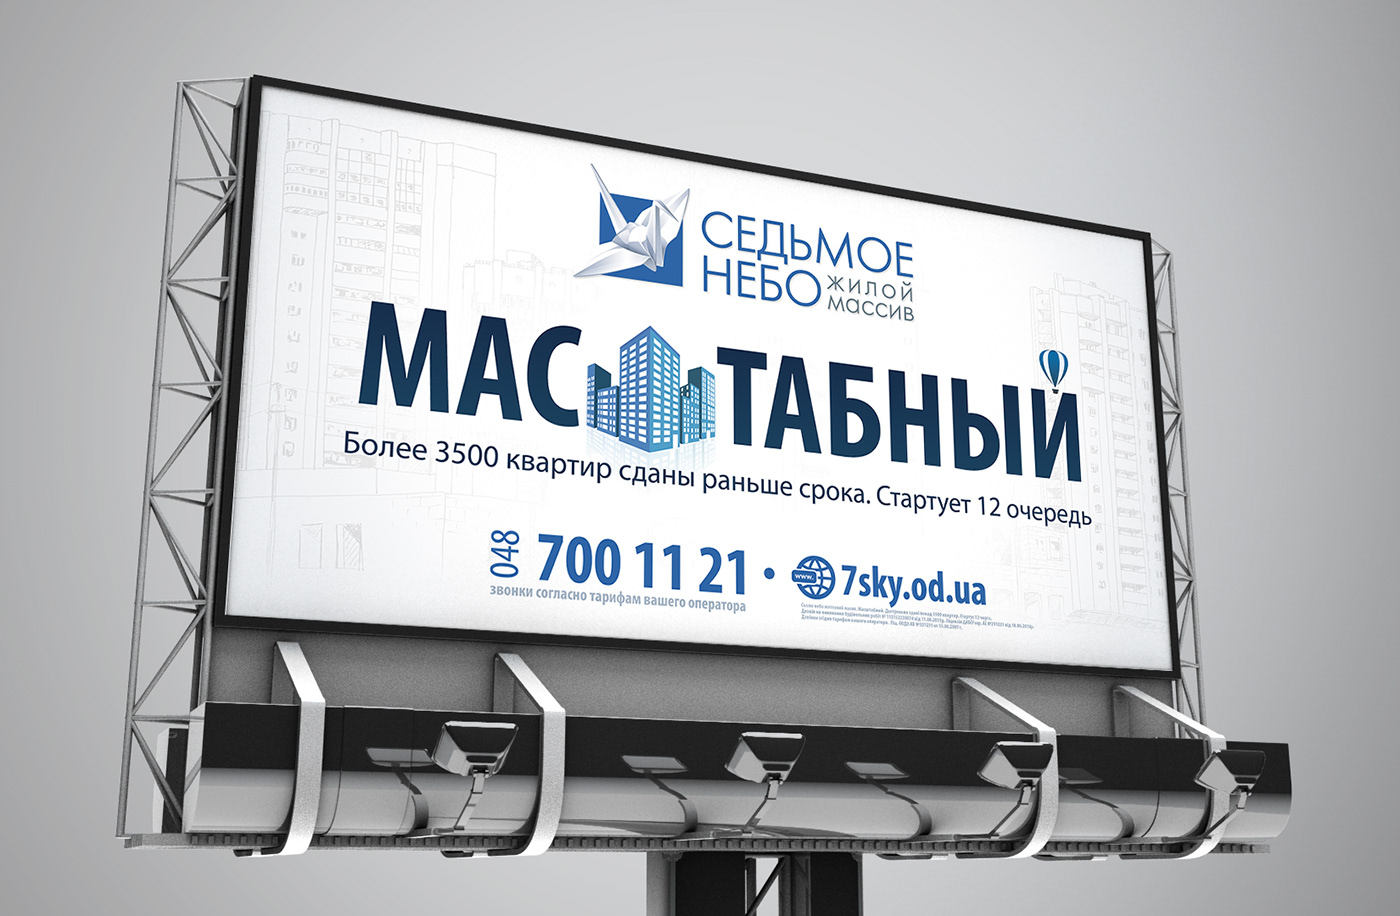 СЕДЬМОЕ
НЕБО жилой массив
МАС ТАБНЫЙ
Более 3500 квартир сданы раньше срока. Стартует 12 очередь
048 700 11 21 • www. 7sky.od.ua
звонки согласно тарифам вашего оператора